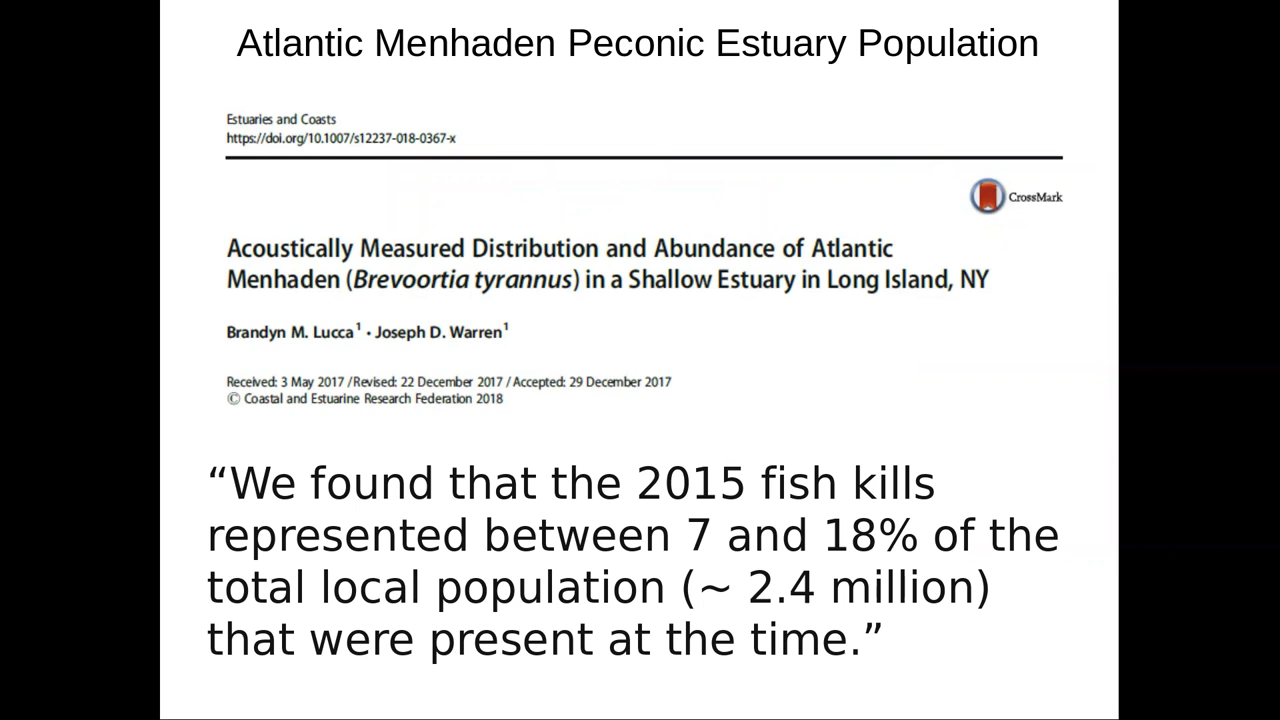 Atlantic Menhaden Peconic Estuary Population
Estuaries and Coasts
https://doi.org/10.1007/s12237-018-0367-x
CrossMark
Acoustically Measured Distribution and Abundance of Atlantic
Menhaden (Brevoortia tyrannus) in a Shallow Estuary in Long Island, NY
Brandyn M. Lucca¹ · Joseph D. Warren¹
Received: 3 May 2017 / Revised: 22 December 2017 / Accepted: 29 December 2017
© Coastal and Estuarine Research Federation 2018
“We found that the 2015 fish kills
represented between 7 and 18% of the
total local population (~ 2.4 million)
that were present at the time.”